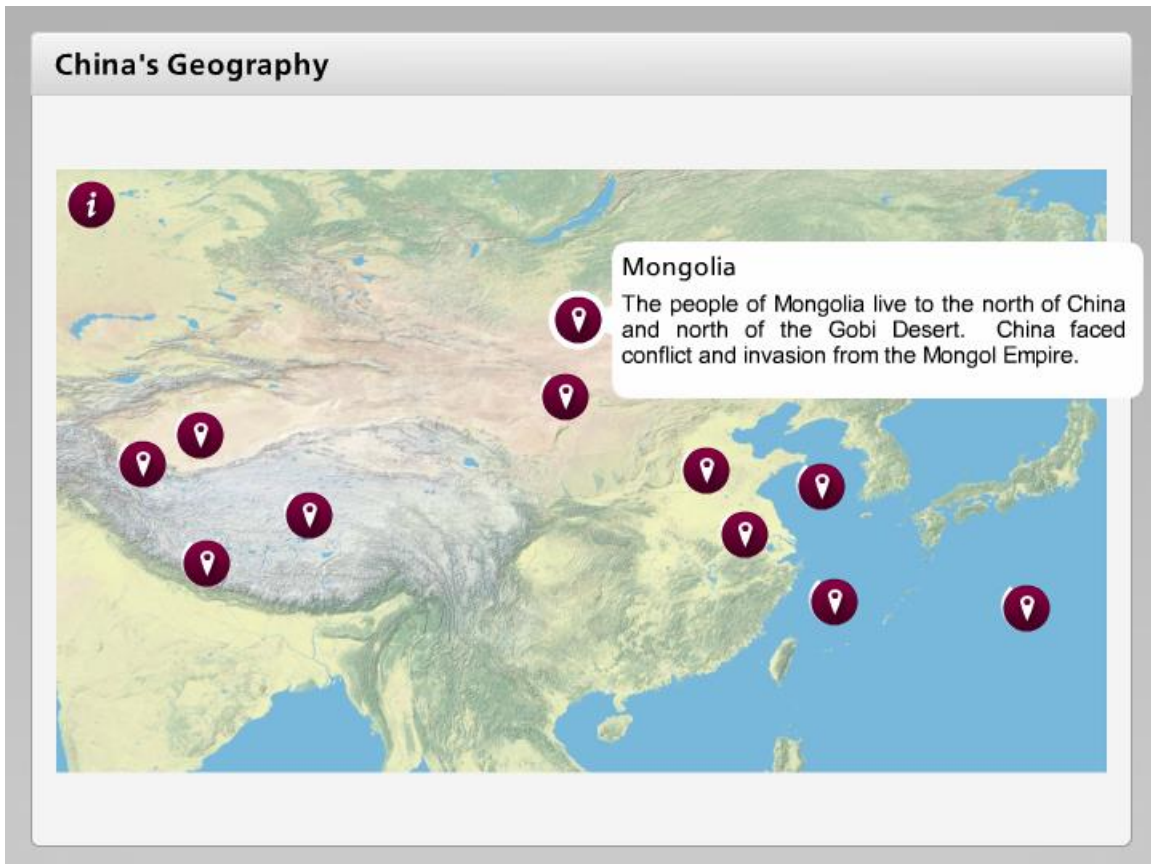 China's Geography
i
Mongolia
The people of Mongolia live to the north of China
and north of the Gobi Desert. China faced
conflict and invasion from the Mongol Empire.